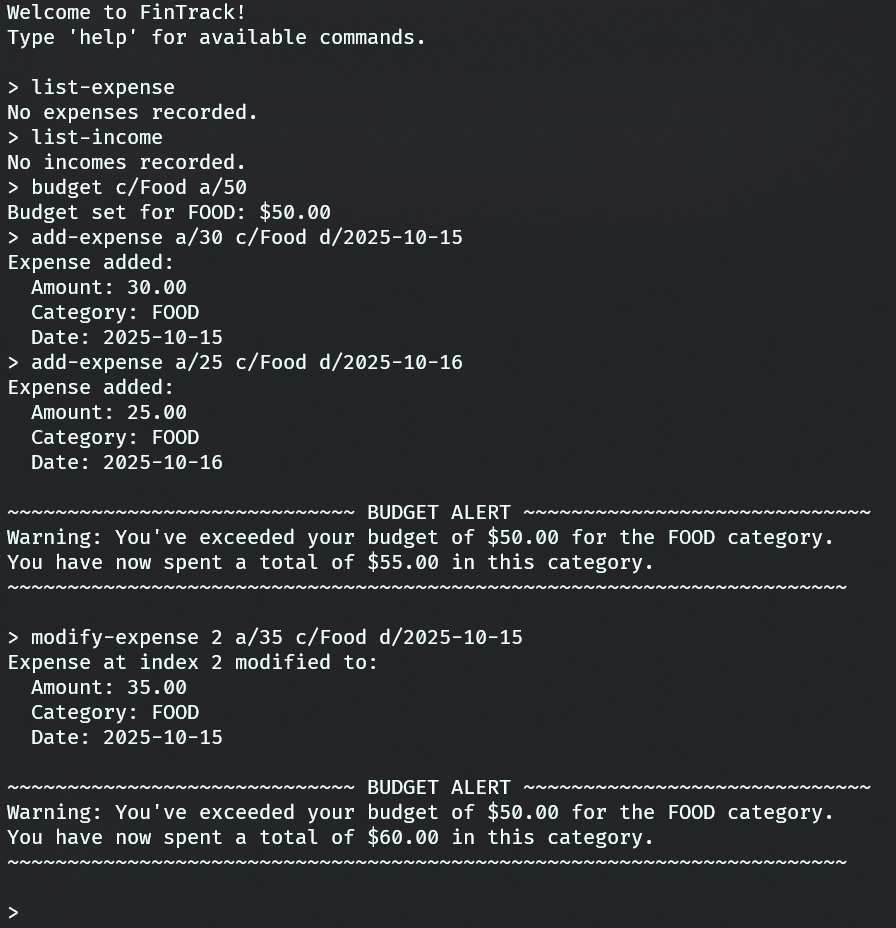 Welcome to FinTrack!
Type 'help' for available commands.

> list-expense
No expenses recorded.
> list-income
No incomes recorded.
> budget c/Food a/50
Budget set for FOOD: $50.00
> add-expense a/30 c/Food d/2025-10-15
Expense added:
  Amount: 30.00
  Category: FOOD
  Date: 2025-10-15
> add-expense a/25 c/Food d/2025-10-16
Expense added:
  Amount: 25.00
  Category: FOOD
  Date: 2025-10-16

~~~~~~~~~~~~~~~~~~~~~~~~~~~~~ BUDGET ALERT ~~~~~~~~~~~~~~~~~~~~~~~~~~~~~
Warning: You've exceeded your budget of $50.00 for the FOOD category.
You have now spent a total of $55.00 in this category.
~~~~~~~~~~~~~~~~~~~~~~~~~~~~~~~~~~~~~~~~~~~~~~~~~~~~~~~~~~~~~~~~~~~~~~

> modify-expense 2 a/35 c/Food d/2025-10-15
Expense at index 2 modified to:
  Amount: 35.00
  Category: FOOD
  Date: 2025-10-15

~~~~~~~~~~~~~~~~~~~~~~~~~~~~~ BUDGET ALERT ~~~~~~~~~~~~~~~~~~~~~~~~~~~~~
Warning: You've exceeded your budget of $50.00 for the FOOD category.
You have now spent a total of $60.00 in this category.
~~~~~~~~~~~~~~~~~~~~~~~~~~~~~~~~~~~~~~~~~~~~~~~~~~~~~~~~~~~~~~~~~~~~~~

>